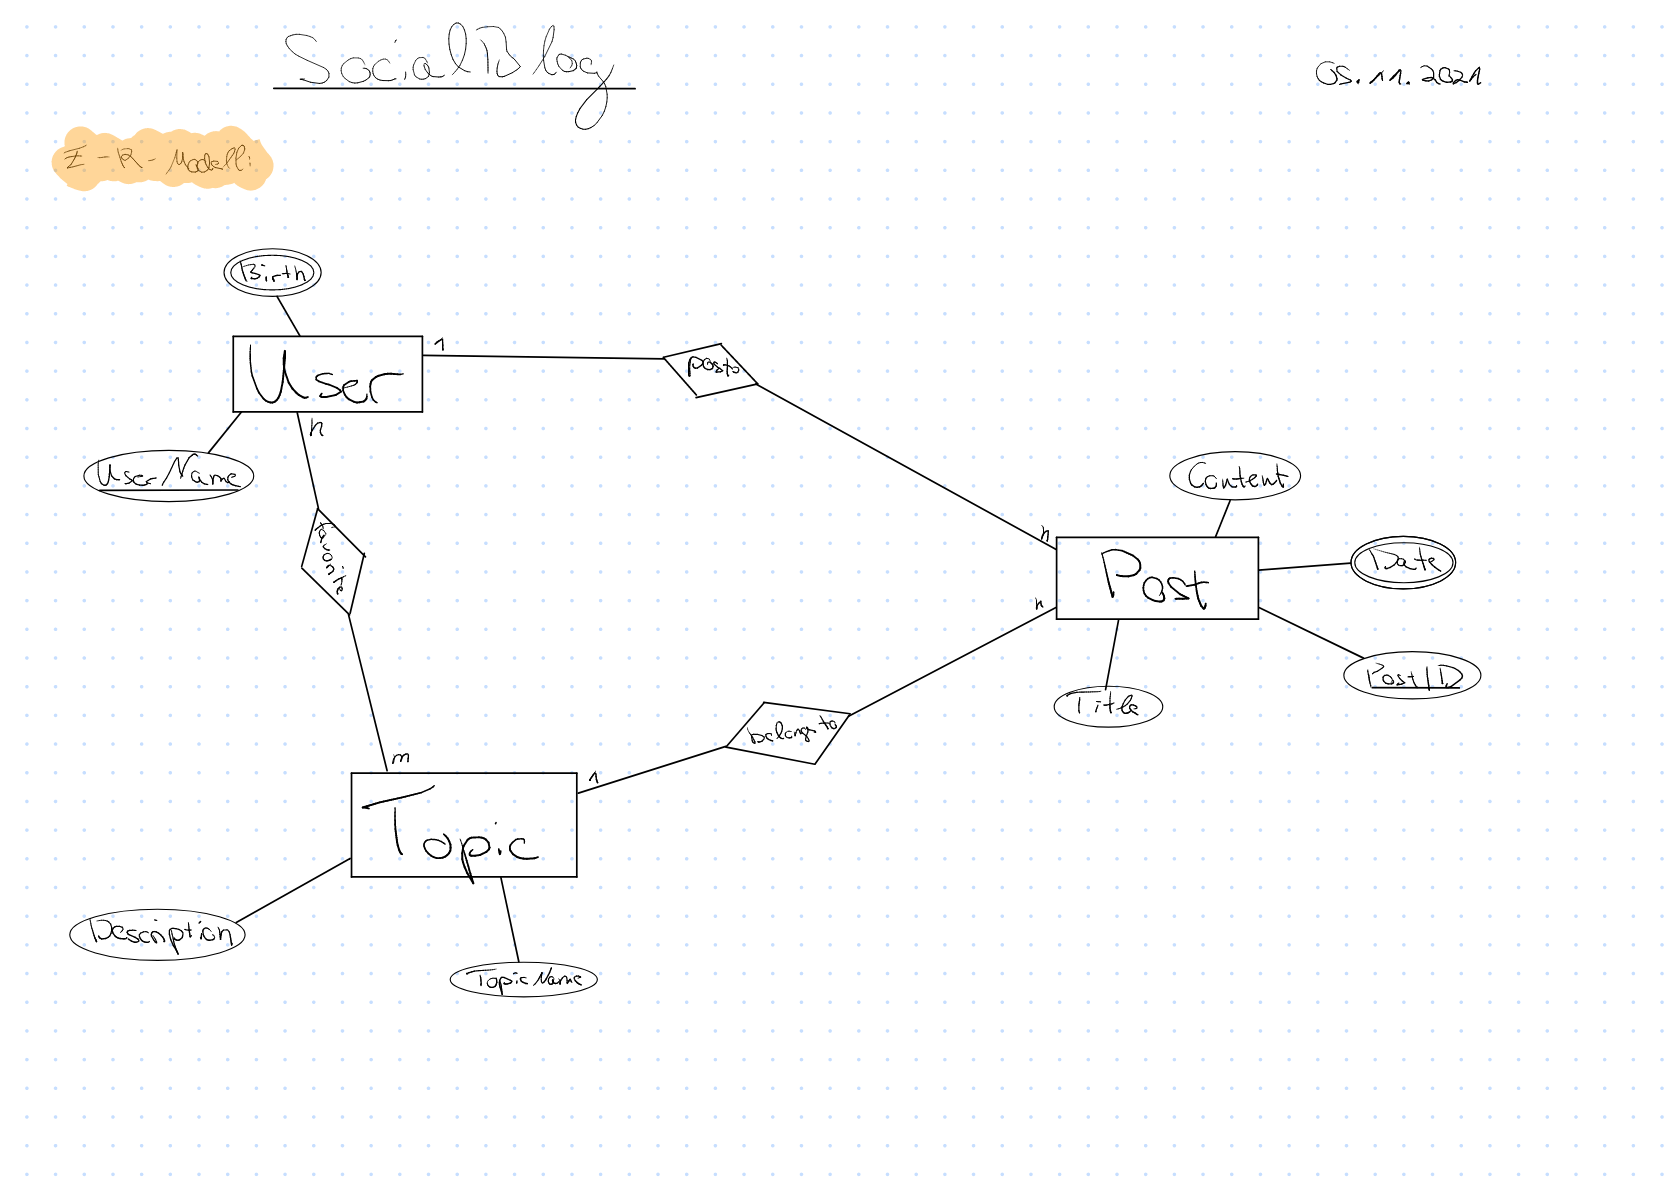 SocialBlog
05.11.2021
E-R-Modell:
Birth
User
1
posts
n
UserName
n
favorite
m
Content
Post
Date
PostID
Title
n
belongs to
1
Topic
Description
TopicName